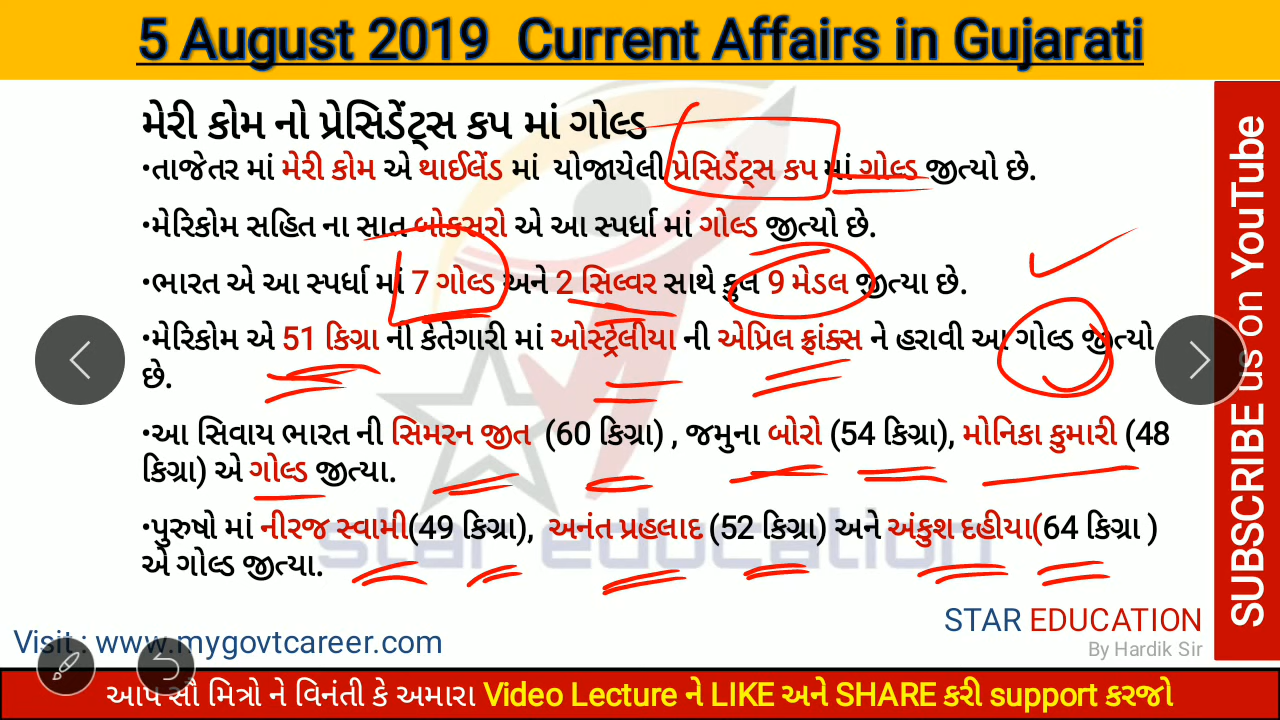 5 August 2019 Current Affairs in Gujarati
મેરી કોમ નો પ્રેસિડેંટ્સ કપ માં ગોલ્ડ
•તાજેતર માં મેરી કોમ એ થાઈલેંડ માં યોજાયેલી પ્રેસિડેંટ્સ કપ માં ગોલ્ડ જીત્યો છે.
•મેરિકોમ સહિત ના સાત બોકસરો એ આ સ્પર્ધા માં ગોલ્ડ જીત્યો છે.
•ભારત એ આ સ્પર્ધા માં 7 ગોલ્ડ અને 2 સિલ્વર સાથે કુલ 9 મેડલ જીત્યા છે.
•મેરિકોમ એ 51 કિગ્રા ની કેતેગારી માં ઓસ્ટ્રેલીયા ની એપ્રિલ ફ્રાંક્સ ને હરાવી આ ગોલ્ડ જીત્યો
છે.
•આ સિવાય ભારત ની સિમરન જીત (60 કિગ્રા) , જમુના બોરો (54 કિગ્રા), મોનિકા કુમારી (48
કિગ્રા) એ ગોલ્ડ જીત્યા.
•પુરુષો માં નીરજ સ્વામી(49 કિગ્રા), અનંત પ્રહલાદ (52 કિગ્રા) અને અંકુશ દહીયા(64 કિગ્રા )
એ ગોલ્ડ જીત્યા.
star education
STAR EDUCATION
By Hardik Sir
Visit : www.mygovtcareer.com
SUBSCRIBE us on YouTube
આપ સૌ મિત્રો ને વિનંતી કે અમારા Video Lecture ને LIKE અને SHARE કરી support કરજો